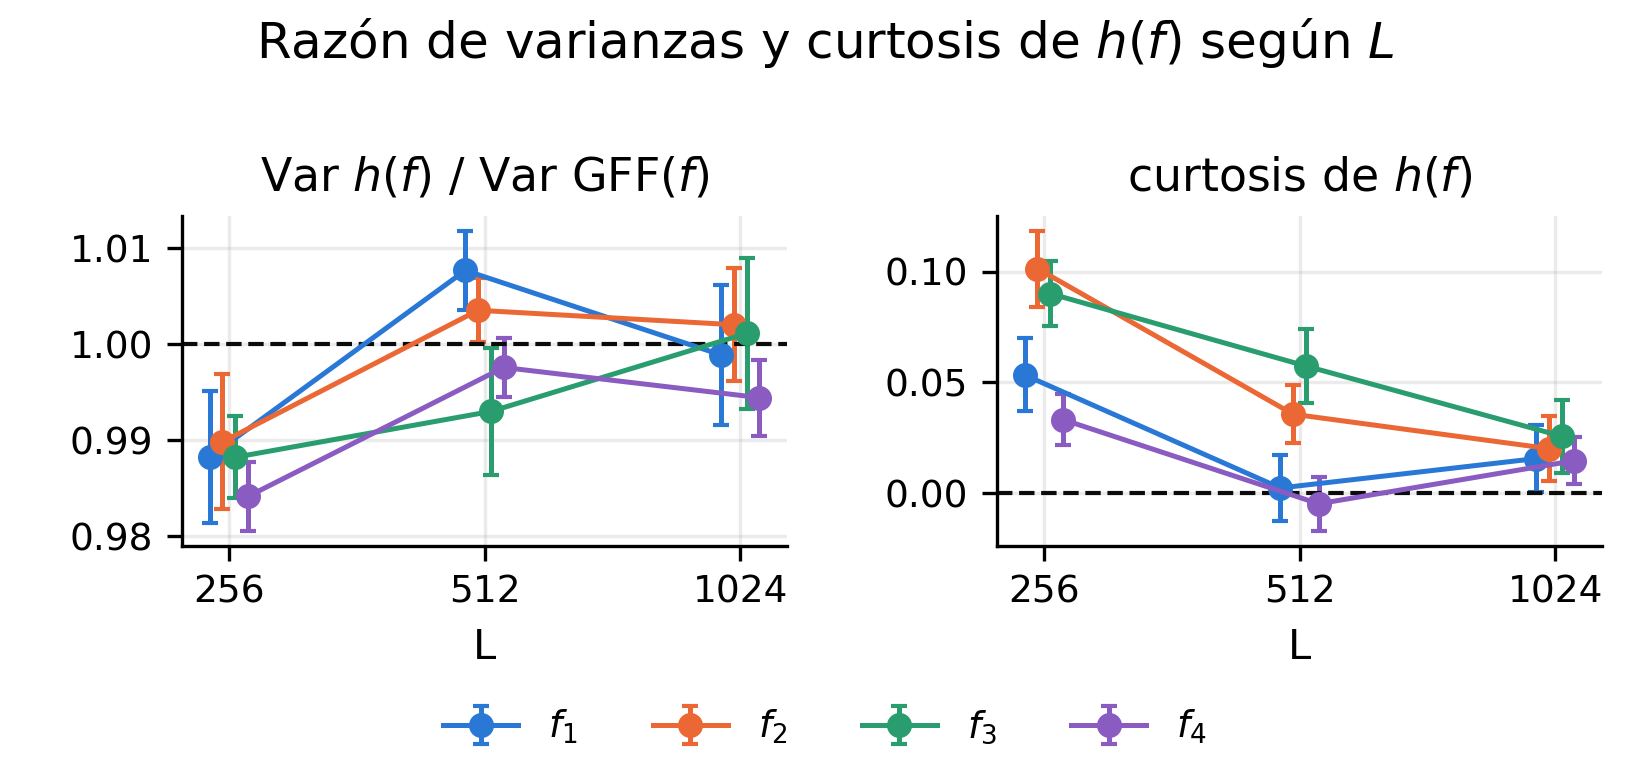 Razón de varianzas y curtosis de h(f) según L
Var h(f) / Var GFF(f)
1.01
1.00
0.99
0.98
256 512 1024
L
curtosis de h(f)
0.10
0.05
0.00
256 512 1024
L
f₁ f₂ f₃ f₄